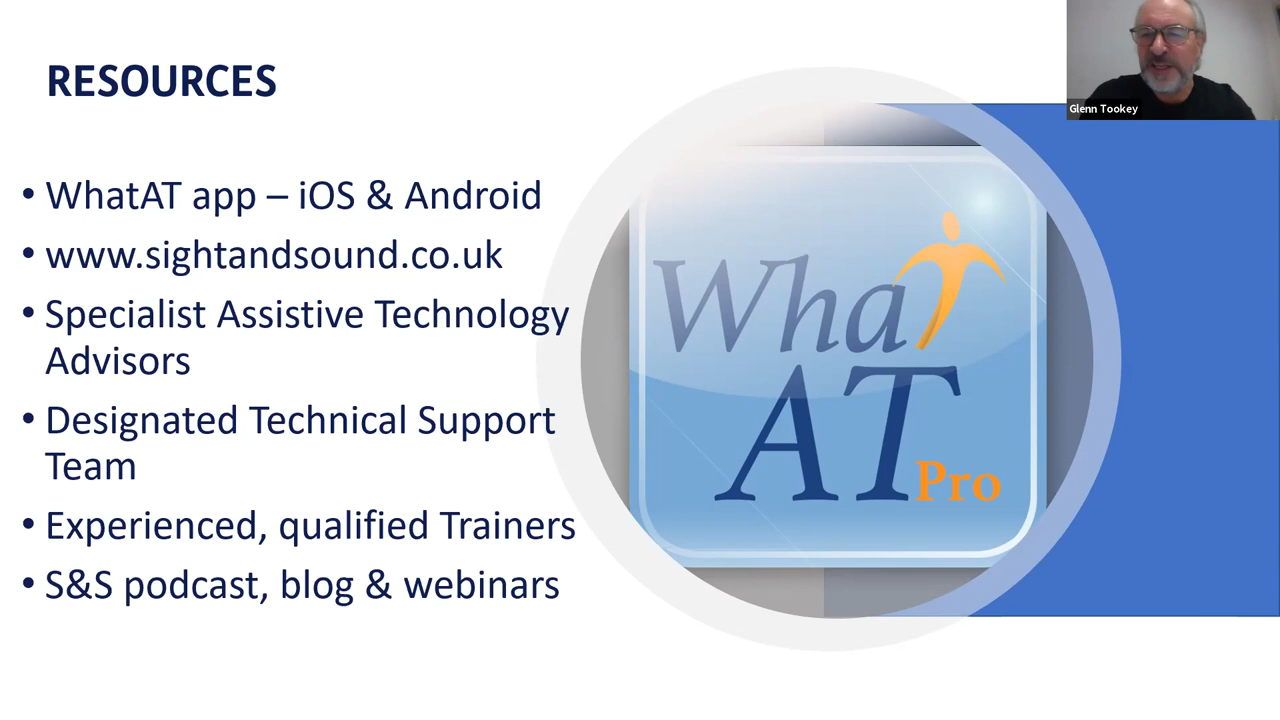 RESOURCES
• WhatAT app – iOS & Android
• www.sightandsound.co.uk
• Specialist Assistive Technology
Advisors
• Designated Technical Support
Team
• Experienced, qualified Trainers
• S&S podcast, blog & webinars
What
AT
Pro
Glenn Tookey